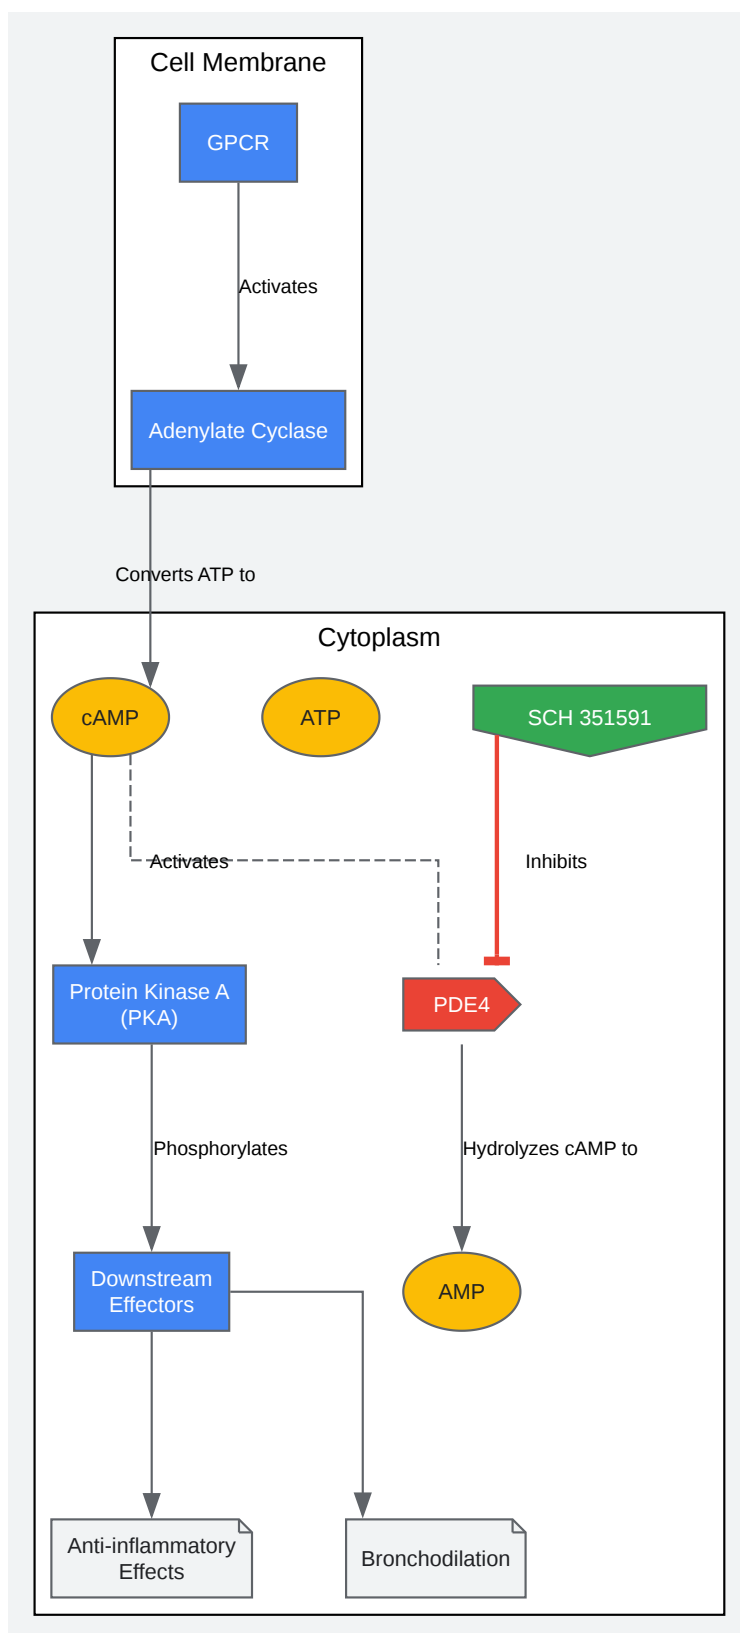 Cell Membrane
GPCR
Activates
Adenylate Cyclase
Converts ATP to
Cytoplasm
cAMP
ATP
SCH 351591
Activates
Inhibits
Protein Kinase A
(PKA)
PDE4
Phosphorylates
Hydrolyzes cAMP to
Downstream
Effectors
AMP
Anti-inflammatory
Effects
Bronchodilation